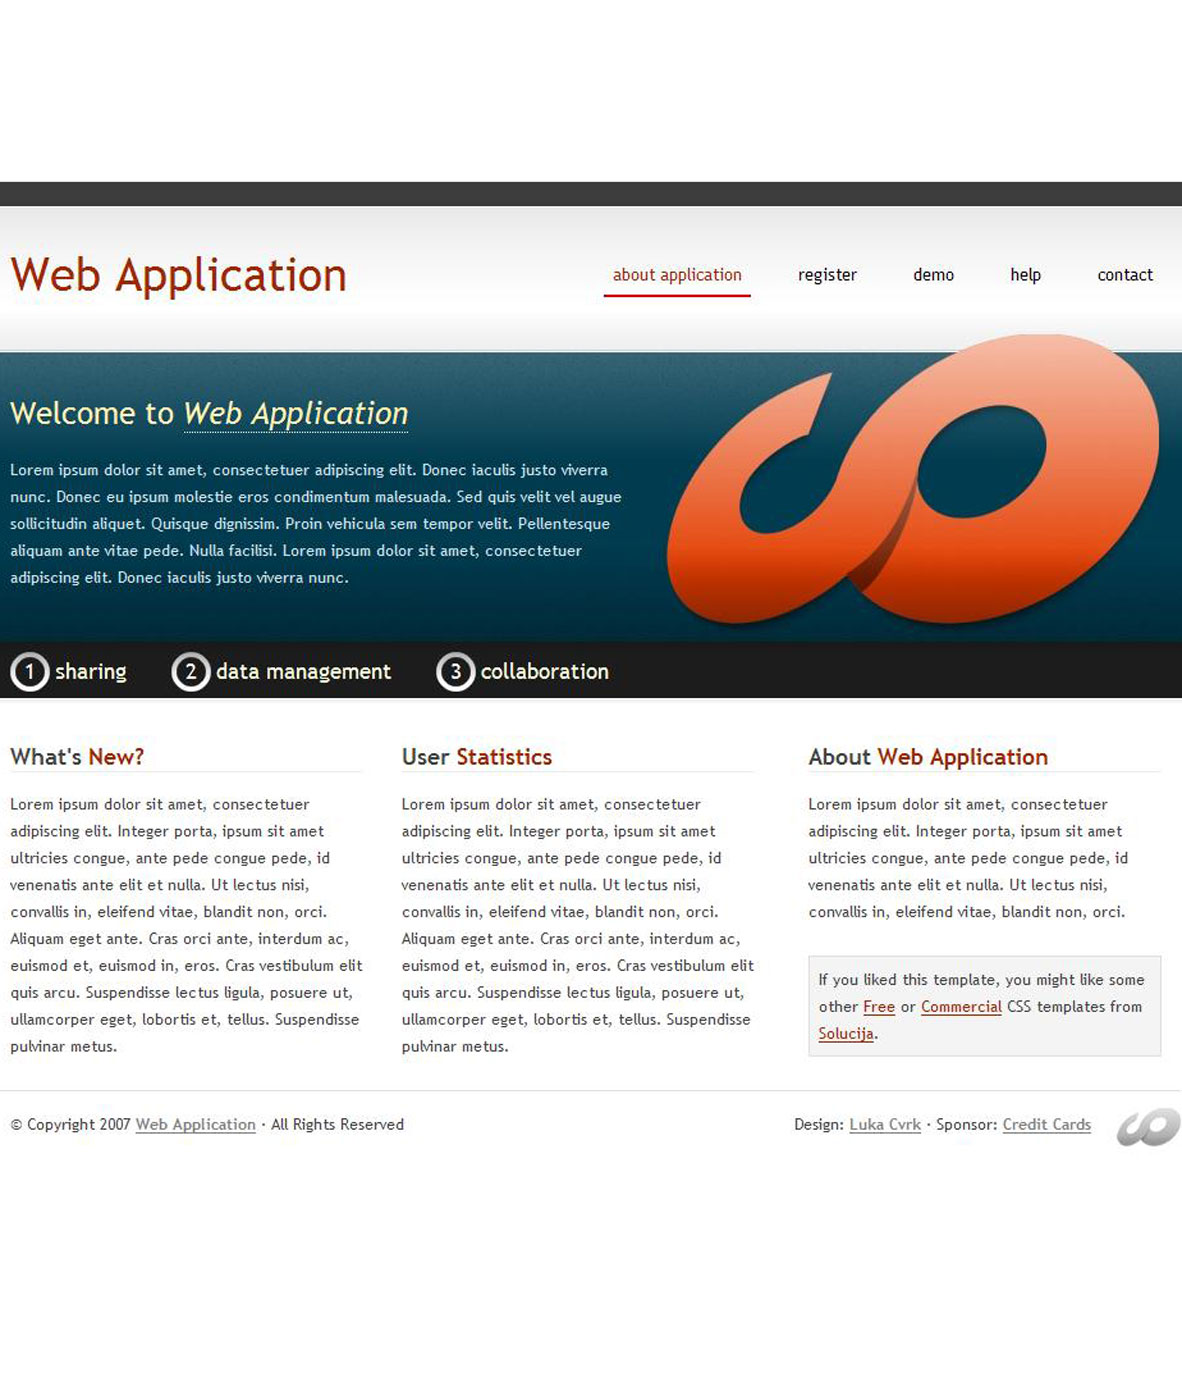 Web Application
about application register demo help contact
Welcome to Web Application
Lorem ipsum dolor sit amet, consectetuer adipiscing elit. Donec iaculis justo viverra
nunc. Donec eu ipsum molestie eros condimentum malesuada. Sed quis velit vel augue
sollicitudin aliquet. Quisque dignissim. Proin vehicula sem tempor velit. Pellentesque
aliquam ante vitae pede. Nulla facilisi. Lorem ipsum dolor sit amet, consectetuer
adipiscing elit. Donec iaculis justo viverra nunc.
1 sharing 2 data management 3 collaboration
What's New?
Lorem ipsum dolor sit amet, consectetuer
adipiscing elit. Integer porta, ipsum sit amet
ultricies congue, ante pede congue pede, id
venenatis ante elit et nulla. Ut lectus nisi,
convallis in, eleifend vitae, blandit non, orci.
Aliquam eget ante. Cras orci ante, interdum ac,
euismod et, euismod in, eros. Cras vestibulum elit
quis arcu. Suspendisse lectus ligula, posuere ut,
ullamcorper eget, lobortis et, tellus. Suspendisse
pulvinar metus.
User Statistics
Lorem ipsum dolor sit amet, consectetuer
adipiscing elit. Integer porta, ipsum sit amet
ultricies congue, ante pede congue pede, id
venenatis ante elit et nulla. Ut lectus nisi,
convallis in, eleifend vitae, blandit non, orci.
Aliquam eget ante. Cras orci ante, interdum ac,
euismod et, euismod in, eros. Cras vestibulum elit
quis arcu. Suspendisse lectus ligula, posuere ut,
ullamcorper eget, lobortis et, tellus. Suspendisse
pulvinar metus.
About Web Application
Lorem ipsum dolor sit amet, consectetuer
adipiscing elit. Integer porta, ipsum sit amet
ultricies congue, ante pede congue pede, id
venenatis ante elit et nulla. Ut lectus nisi,
convallis in, eleifend vitae, blandit non, orci.
If you liked this template, you might like some
other Free or Commercial CSS templates from
Solucija.
© Copyright 2007 Web Application · All Rights Reserved
Design: Luka Cvrk · Sponsor: Credit Cards